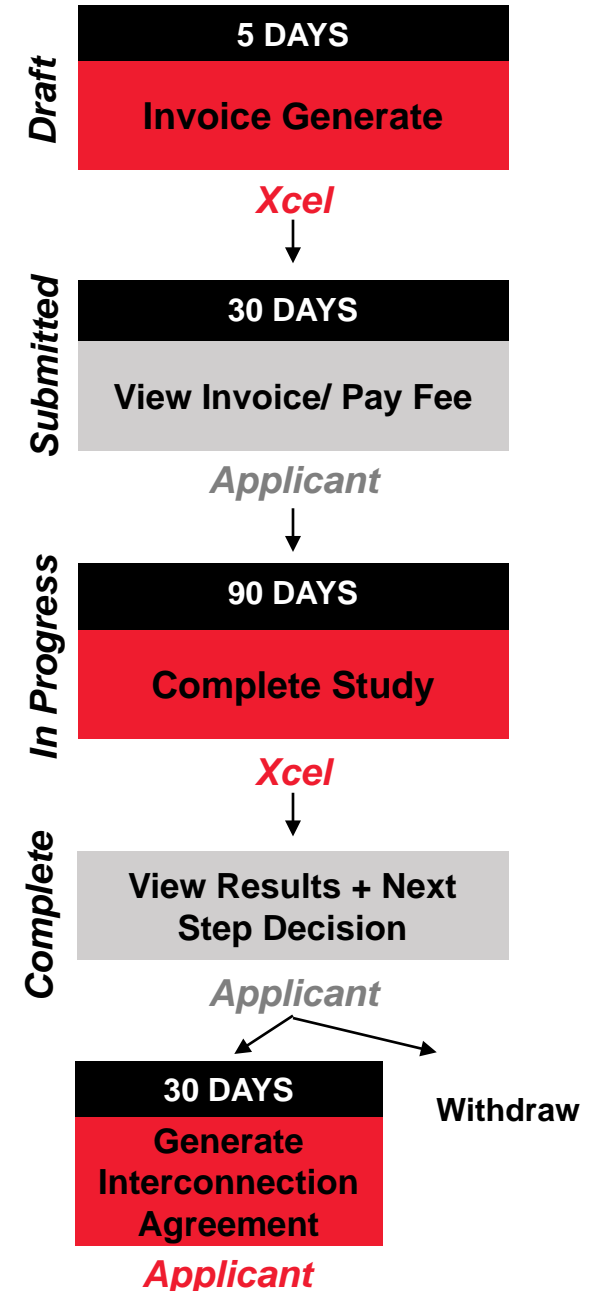 Draft
5 DAYS
Invoice Generate
Xcel
Submitted
30 DAYS
View Invoice/ Pay Fee
Applicant
In Progress
90 DAYS
Complete Study
Xcel
Complete
View Results + Next
Step Decision
Applicant
30 DAYS
Generate
Interconnection
Agreement
Applicant
Withdraw